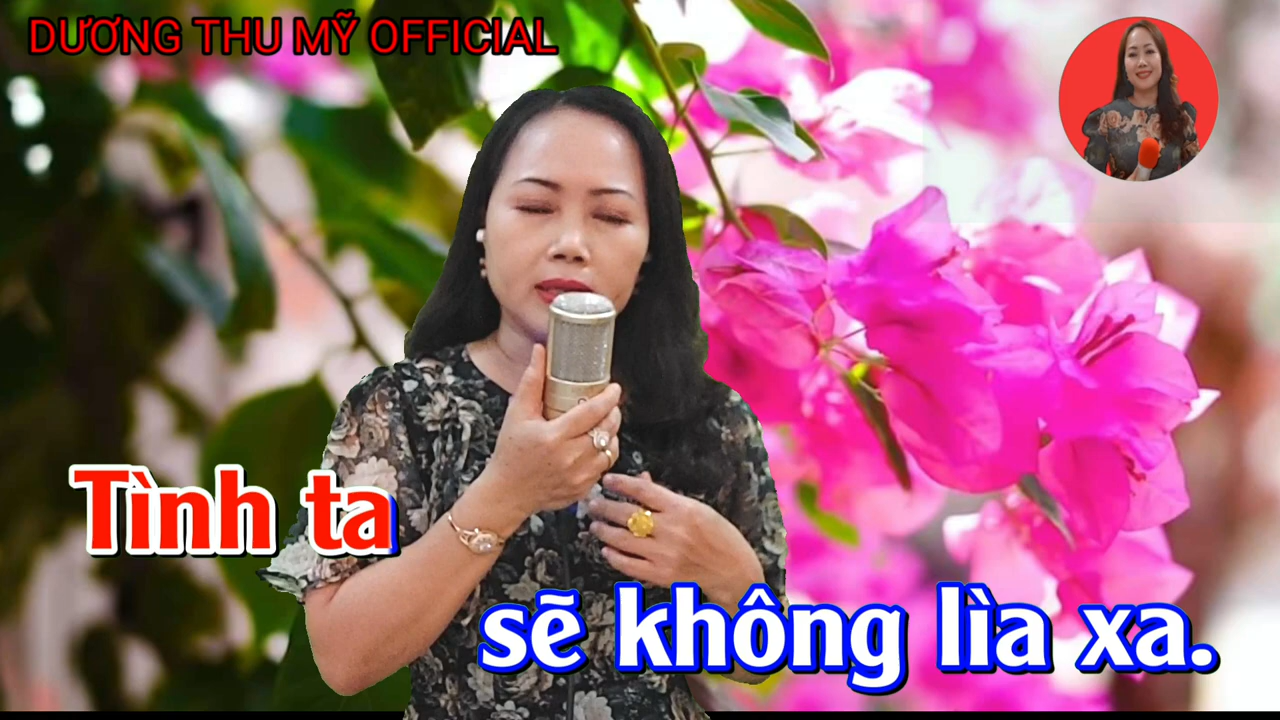 DƯƠNG THU MỸ OFFICIAL
Tình ta
sẽ không lìa xa.